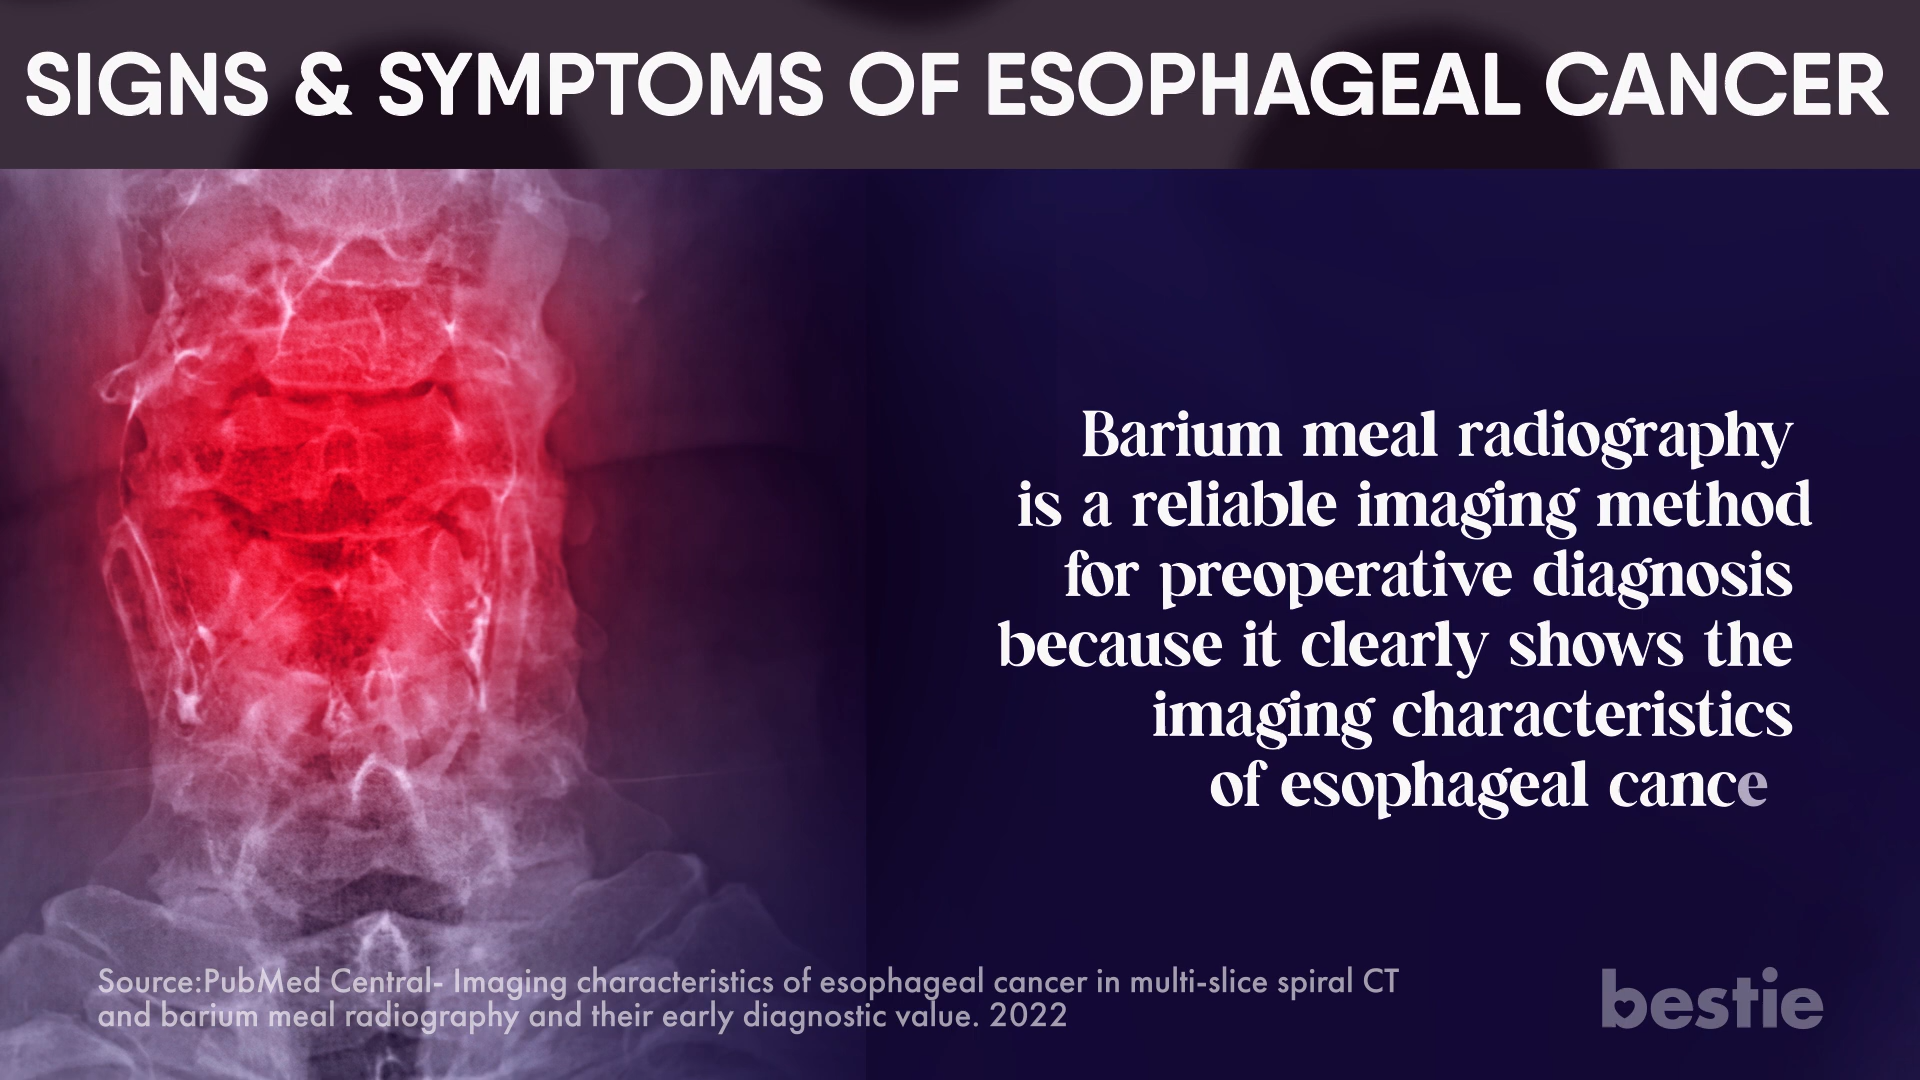 SIGNS & SYMPTOMS OF ESOPHAGEAL CANCER
Barium meal radiography
is a reliable imaging method
for preoperative diagnosis
because it clearly shows the
imaging characteristics
of esophageal cance
Source:PubMed Central- Imaging characteristics of esophageal cancer in multi-slice spiral CT
and barium meal radiography and their early diagnostic value. 2022
bestie